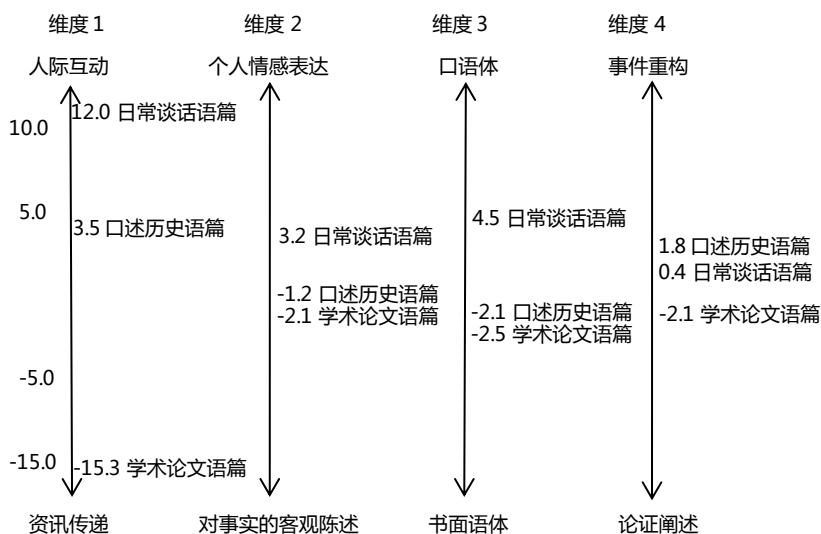 维度 1
维度 2
维度 3
维度 4
人际互动
个人情感表达
口语体
事件重构
12.0 日常谈话语篇
10.0
5.0
3.5 口述历史语篇
3.2 日常谈话语篇
4.5 日常谈话语篇
1.8 口述历史语篇
0.4 日常谈话语篇
-1.2 口述历史语篇
-2.1 学术论文语篇
-2.1 口述历史语篇
-2.5 学术论文语篇
-2.1 学术论文语篇
-5.0
-15.0
-15.3 学术论文语篇
资讯传递
对事实的客观陈述
书面语体
论证阐述